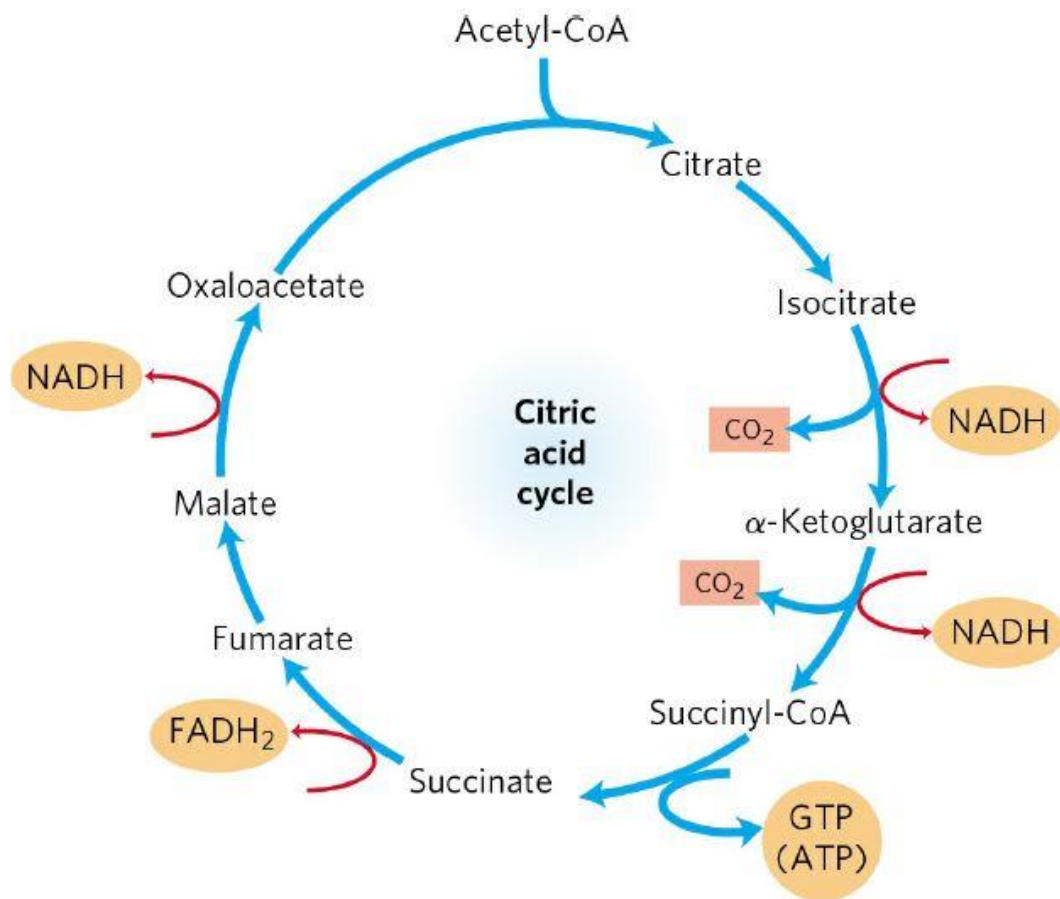 Acetyl-CoA
Citrate
Oxaloacetate
Isocitrate
NADH
Citric
acid
cycle
CO₂
NADH
Malate
α-Ketoglutarate
CO₂
NADH
Fumarate
Succinyl-CoA
FADH₂
Succinate
GTP
(ATP)